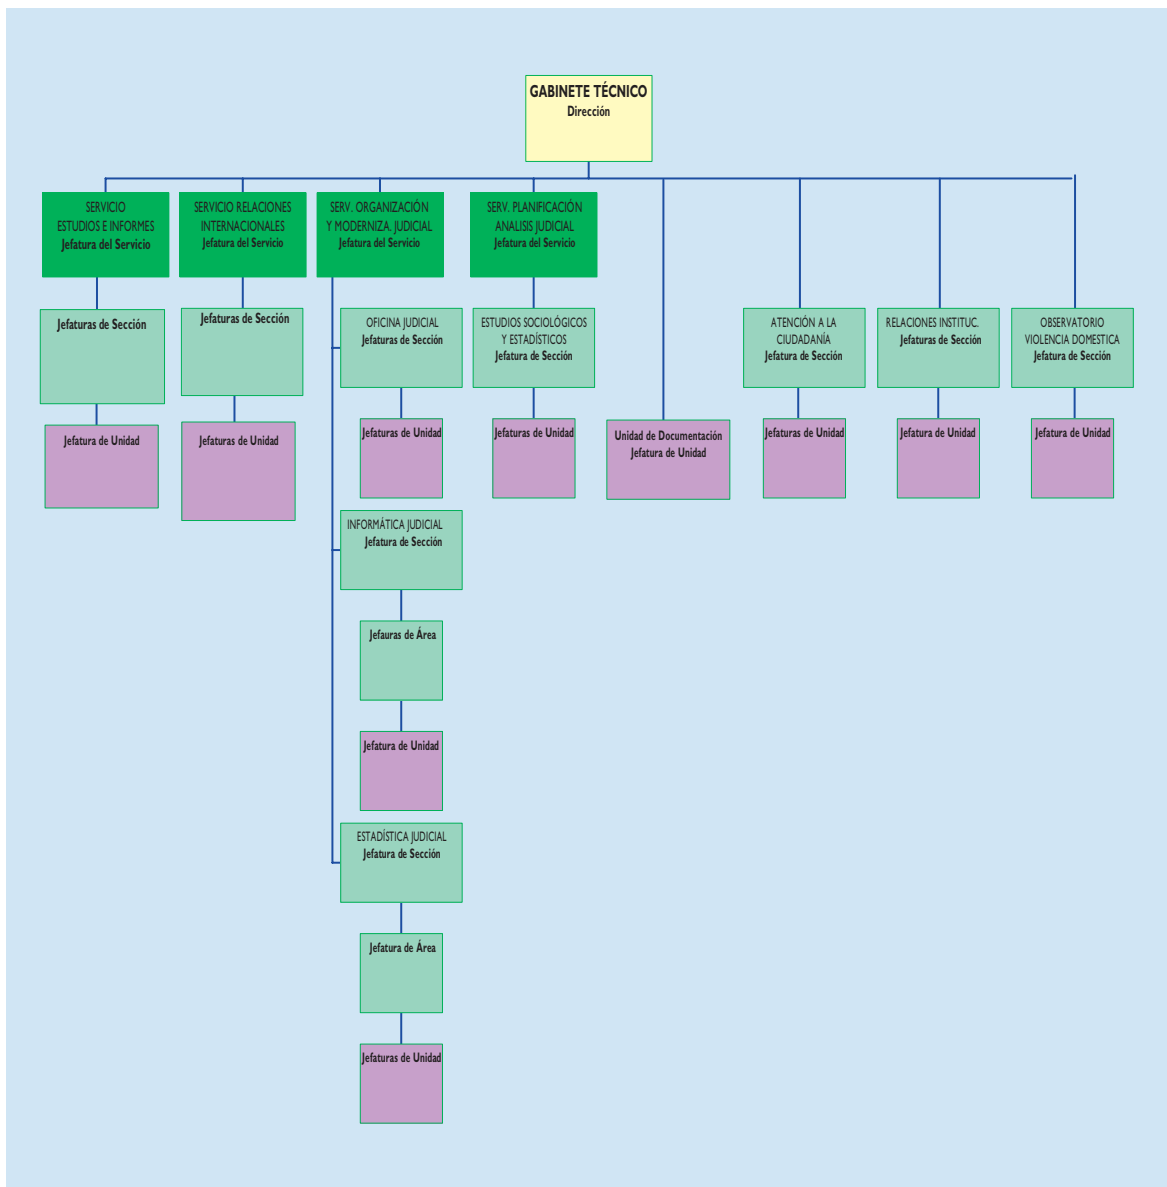 GABINETE TÉCNICO
Dirección
SERVICIO
ESTUDIOS E INFORMES
Jefatura del Servicio
SERVICIO RELACIONES
INTERNACIONALES
Jefatura del Servicio
SERV. ORGANIZACIÓN
Y MODERNIZA. JUDICIAL
Jefatura del Servicio
SERV. PLANIFICACIÓN
ANALISIS JUDICIAL
Jefatura del Servicio
Jefaturas de Sección
Jefaturas de Sección
OFICINA JUDICIAL
Jefaturas de Sección
ESTUDIOS SOCIOLÓGICOS
Y ESTADÍSTICOS
Jefatura de Sección
ATENCIÓN A LA
CIUDADANÍA
Jefatura de Sección
RELACIONES INSTITUC.
Jefaturas de Sección
OBSERVATORIO
VIOLENCIA DOMESTICA
Jefatura de Sección
Jefatura de Unidad
Jefaturas de Unidad
Jefaturas de Unidad
Jefaturas de Unidad
Unidad de Documentación
Jefatura de Unidad
Jefaturas de Unidad
Jefatura de Unidad
Jefatura de Unidad
INFORMÁTICA JUDICIAL
Jefatura de Sección
Jefauras de Área
Jefatura de Unidad
ESTADÍSTICA JUDICIAL
Jefatura de Sección
Jefatura de Área
Jefaturas de Unidad